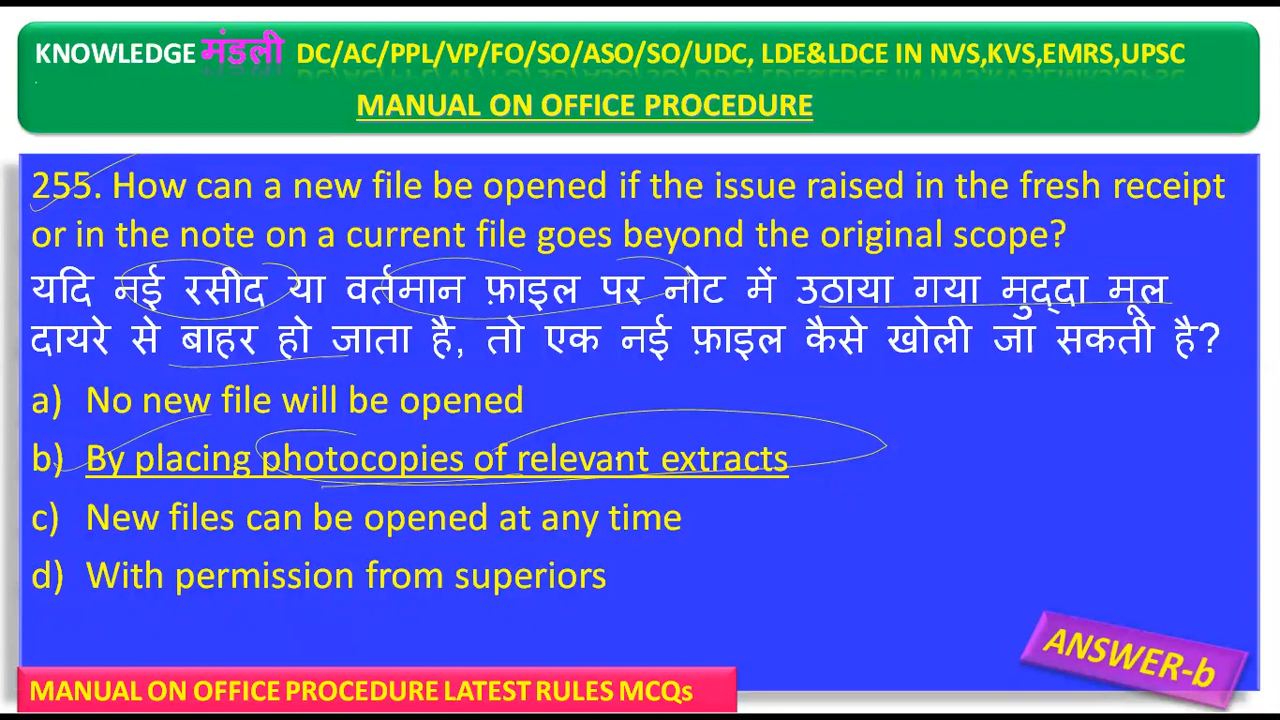 KNOWLEDGE मंडली DC/AC/PPL/VP/FO/SO/ASO/SO/UDC, LDE&LDCE IN NVS,KVS,EMRS,UPSC
MANUAL ON OFFICE PROCEDURE
255. How can a new file be opened if the issue raised in the fresh receipt
or in the note on a current file goes beyond the original scope?
यदि नई रसीद या वर्तमान फ़ाइल पर नोट में उठाया गया मुद्दा मूल
दायरे से बाहर हो जाता है, तो एक नई फ़ाइल कैसे खोली जा सकती है?
a) No new file will be opened
b) By placing photocopies of relevant extracts
c) New files can be opened at any time
d) With permission from superiors
ANSWER-b
MANUAL ON OFFICE PROCEDURE LATEST RULES MCQs